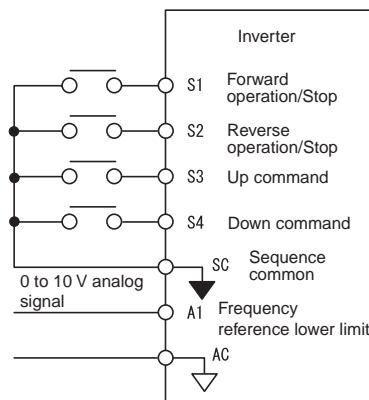 Inverter
S1 Forward
operation/Stop
S2 Reverse
operation/Stop
S3 Up command
S4 Down command
SC Sequence
common
0 to 10 V analog
signal
A1 Frequency
reference lower limit
AC